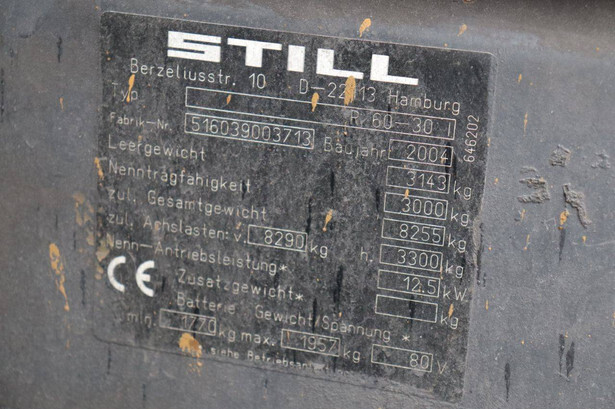 STILL
Berzeliusstr. 10 D-22113 Hamburg
Typ R 60-30
Fabrik-Nr. 516039003713 Baujahr 2004
Leergewicht 3143 kg
Nenntragfähigkeit 3000 kg
zul. Gesamtgewicht 8255 kg
zul. Achslasten: v. 8290 kg h. 3300 kg
Nenn-Antriebsleistung* 12.5 kW
CE Zusatzgewicht* kg
Batterie Gewicht/Spannung *
min. 1770 kg max. 1957 kg 80 V
*siehe Betriebsanl.
646202